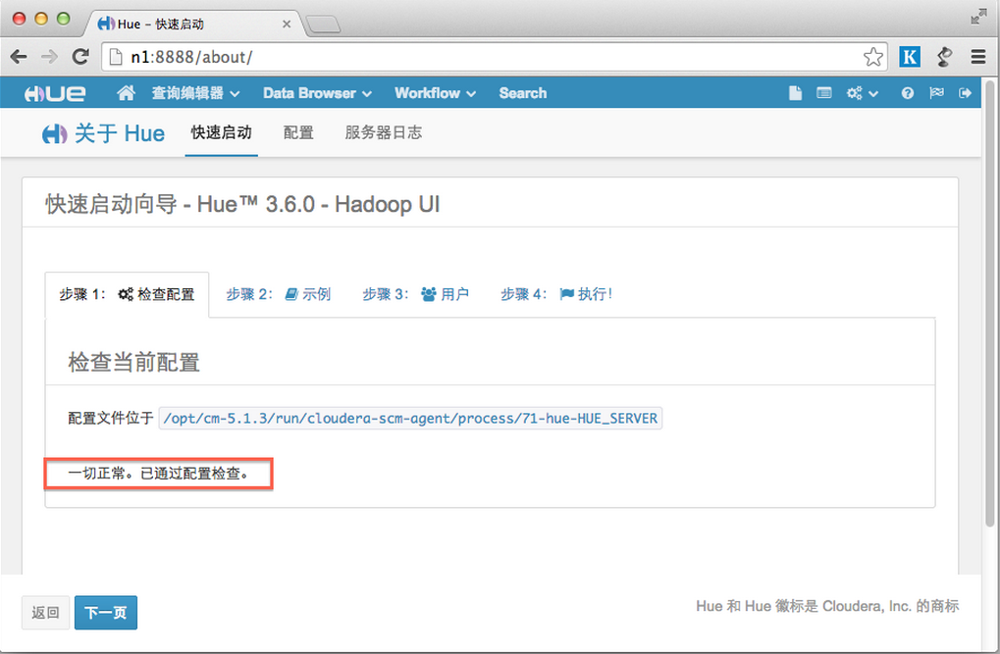 Hue - 快速启动
n1:8888/about/
HUE 查询编辑器 Data Browser Workflow Search
关于 Hue 快速启动 配置 服务器日志
快速启动向导 - Hue™ 3.6.0 - Hadoop UI
步骤 1： 检查配置 步骤 2： 示例 步骤 3： 用户 步骤 4： 执行！
检查当前配置
配置文件位于 /opt/cm-5.1.3/run/cloudera-scm-agent/process/71-hue-HUE_SERVER
一切正常。已通过配置检查。
返回 下一页 Hue 和 Hue 徽标是 Cloudera, Inc. 的商标